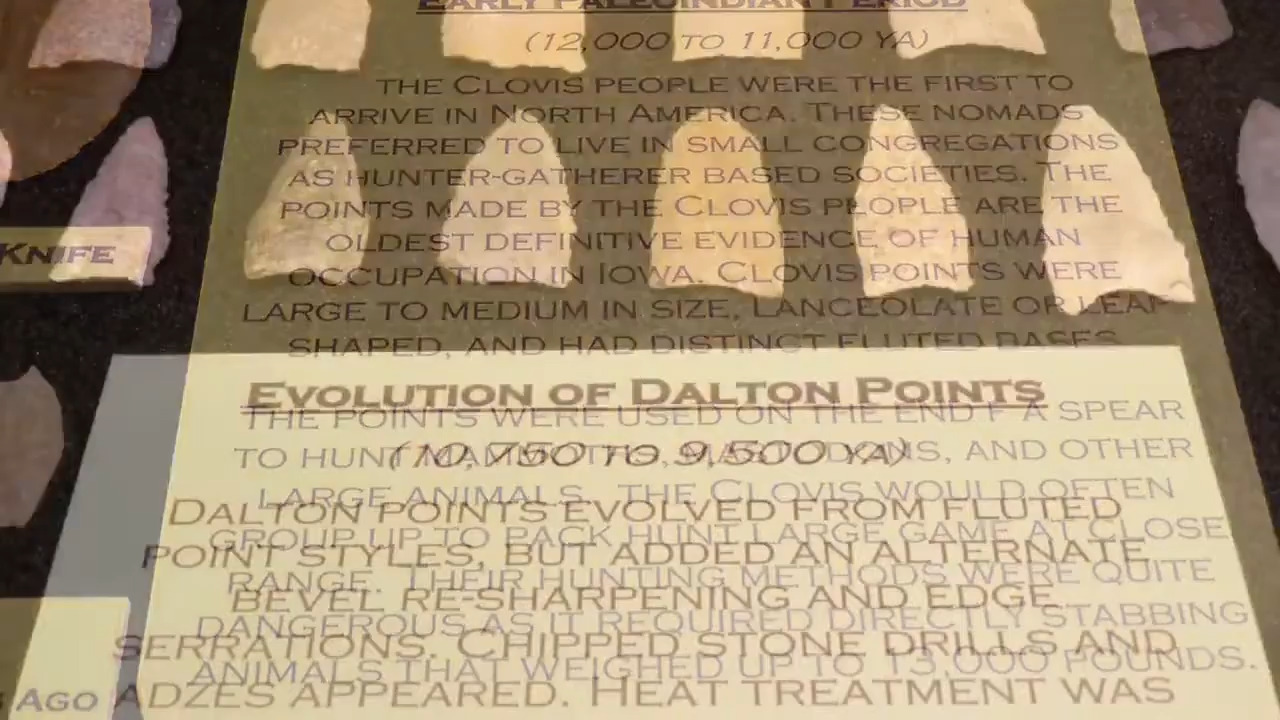 EARLY PALEOINDIAN PERIOD
(12,000 TO 11,000 YA)
THE CLOVIS PEOPLE WERE THE FIRST TO
ARRIVE IN NORTH AMERICA. THESE NOMADS
PREFERRED TO LIVE IN SMALL CONGREGATIONS
AS HUNTER-GATHERER BASED SOCIETIES. THE
POINTS MADE BY THE CLOVIS PEOPLE ARE THE
OLDEST DEFINITIVE EVIDENCE OF HUMAN
OCCUPATION IN IOWA. CLOVIS POINTS WERE
LARGE TO MEDIUM IN SIZE, LANCEOLATE OR LEAF
SHAPED, AND HAD DISTINCT FLUTED BASES.
THE POINTS WERE USED ON THE END F A SPEAR
TO HUNT MAMMOTHS, MASTODONS, AND OTHER
LARGE ANIMALS. THE CLOVIS WOULD OFTEN
GROUP UP TO PACK HUNT LARGE GAME AT CLOSE
RANGE. THEIR HUNTING METHODS WERE QUITE
DANGEROUS AS IT REQUIRED DIRECTLY STABBING
ANIMALS THAT WEIGHED UP TO 13,000 POUNDS.
KNIFE
EVOLUTION OF DALTON POINTS
(10,750 TO 9,500 YA)
DALTON POINTS EVOLVED FROM FLUTED
POINT STYLES, BUT ADDED AN ALTERNATE
BEVEL RE-SHARPENING AND EDGE
SERRATIONS. CHIPPED STONE DRILLS AND
ADZES APPEARED. HEAT TREATMENT WAS
AGO